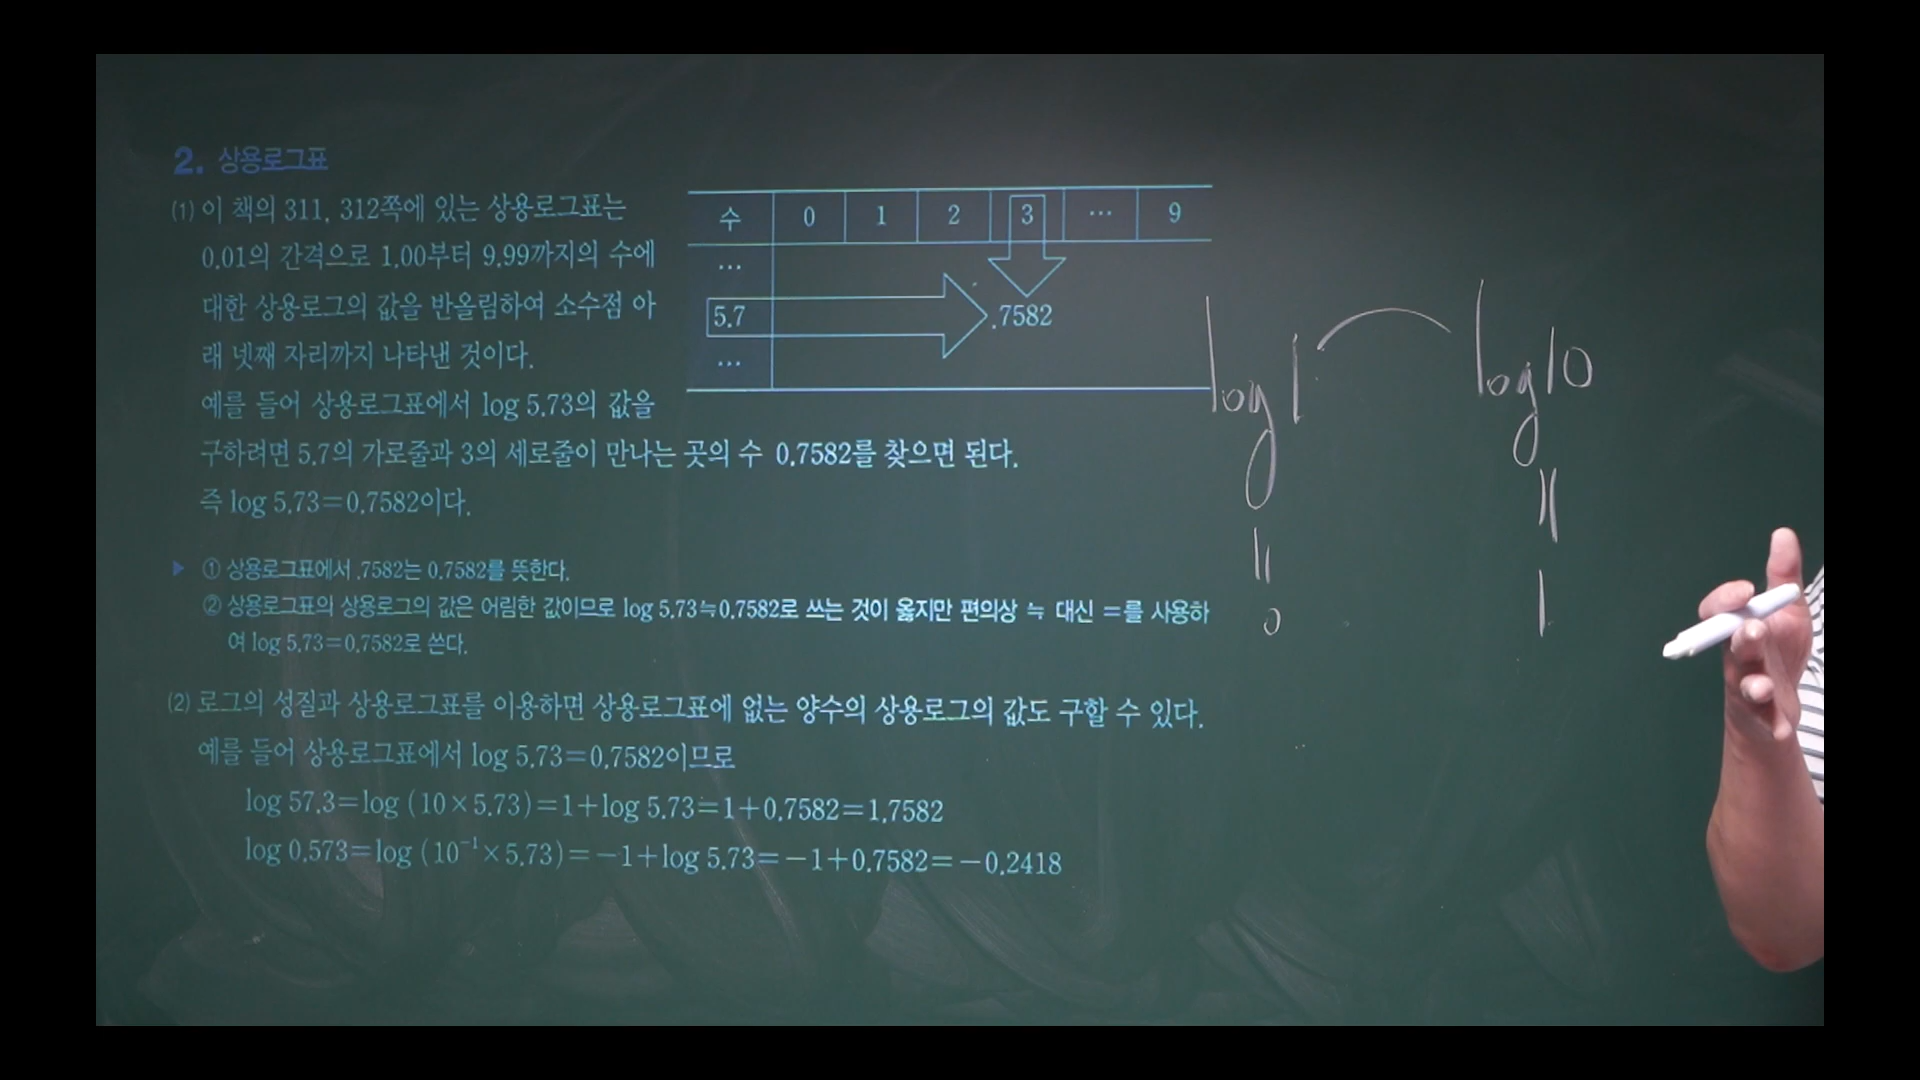 2. 상용로그표
(1) 이 책의 311, 312쪽에 있는 상용로그표는
0.01의 간격으로 1.00부터 9.99까지의 수에
대한 상용로그의 값을 반올림하여 소수점 아
래 넷째 자리까지 나타낸 것이다.
예를 들어 상용로그표에서 log 5.73의 값을
구하려면 5.7의 가로줄과 3의 세로줄이 만나는 곳의 수 0.7582를 찾으면 된다.
즉 log 5.73=0.7582이다.
수 0 1 2 3 ⋯ 9
⋯
5.7 .7582
⋯
▶ ① 상용로그표에서 .7582는 0.7582를 뜻한다.
② 상용로그표의 상용로그의 값은 어림한 값이므로 log 5.73≒0.7582로 쓰는 것이 옳지만 편의상 ≒ 대신 =를 사용하
여 log 5.73=0.7582로 쓴다.
(2) 로그의 성질과 상용로그표를 이용하면 상용로그표에 없는 양수의 상용로그의 값도 구할 수 있다.
예를 들어 상용로그표에서 log 5.73=0.7582이므로
log 57.3=log (10×5.73)=1+log 5.73=1+0.7582=1.7582
log 0.573=log (10⁻¹×5.73)=−1+log 5.73=−1+0.7582=−0.2418
log 1 log 10
|| ||
0 1